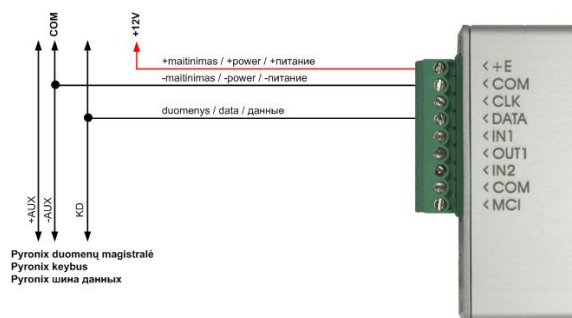 COM
+12V
+maitinimas / +power / +питание
-maitinimas / -power / -питание
duomenys / data / данные
+AUX
-AUX
KD
Pyronix duomenų magistralė
Pyronix keybus
Pyronix шина данных
<+E
<COM
<CLK
<DATA
<IN1
<OUT1
<IN2
<COM
<MCI